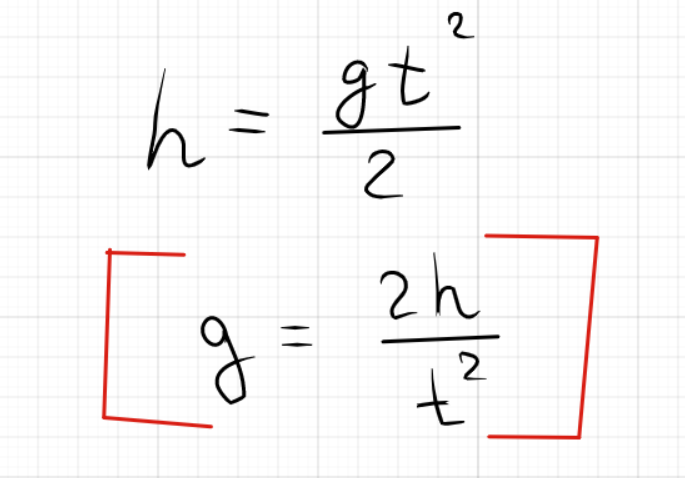 h = gt² / 2
g = 2h / t²